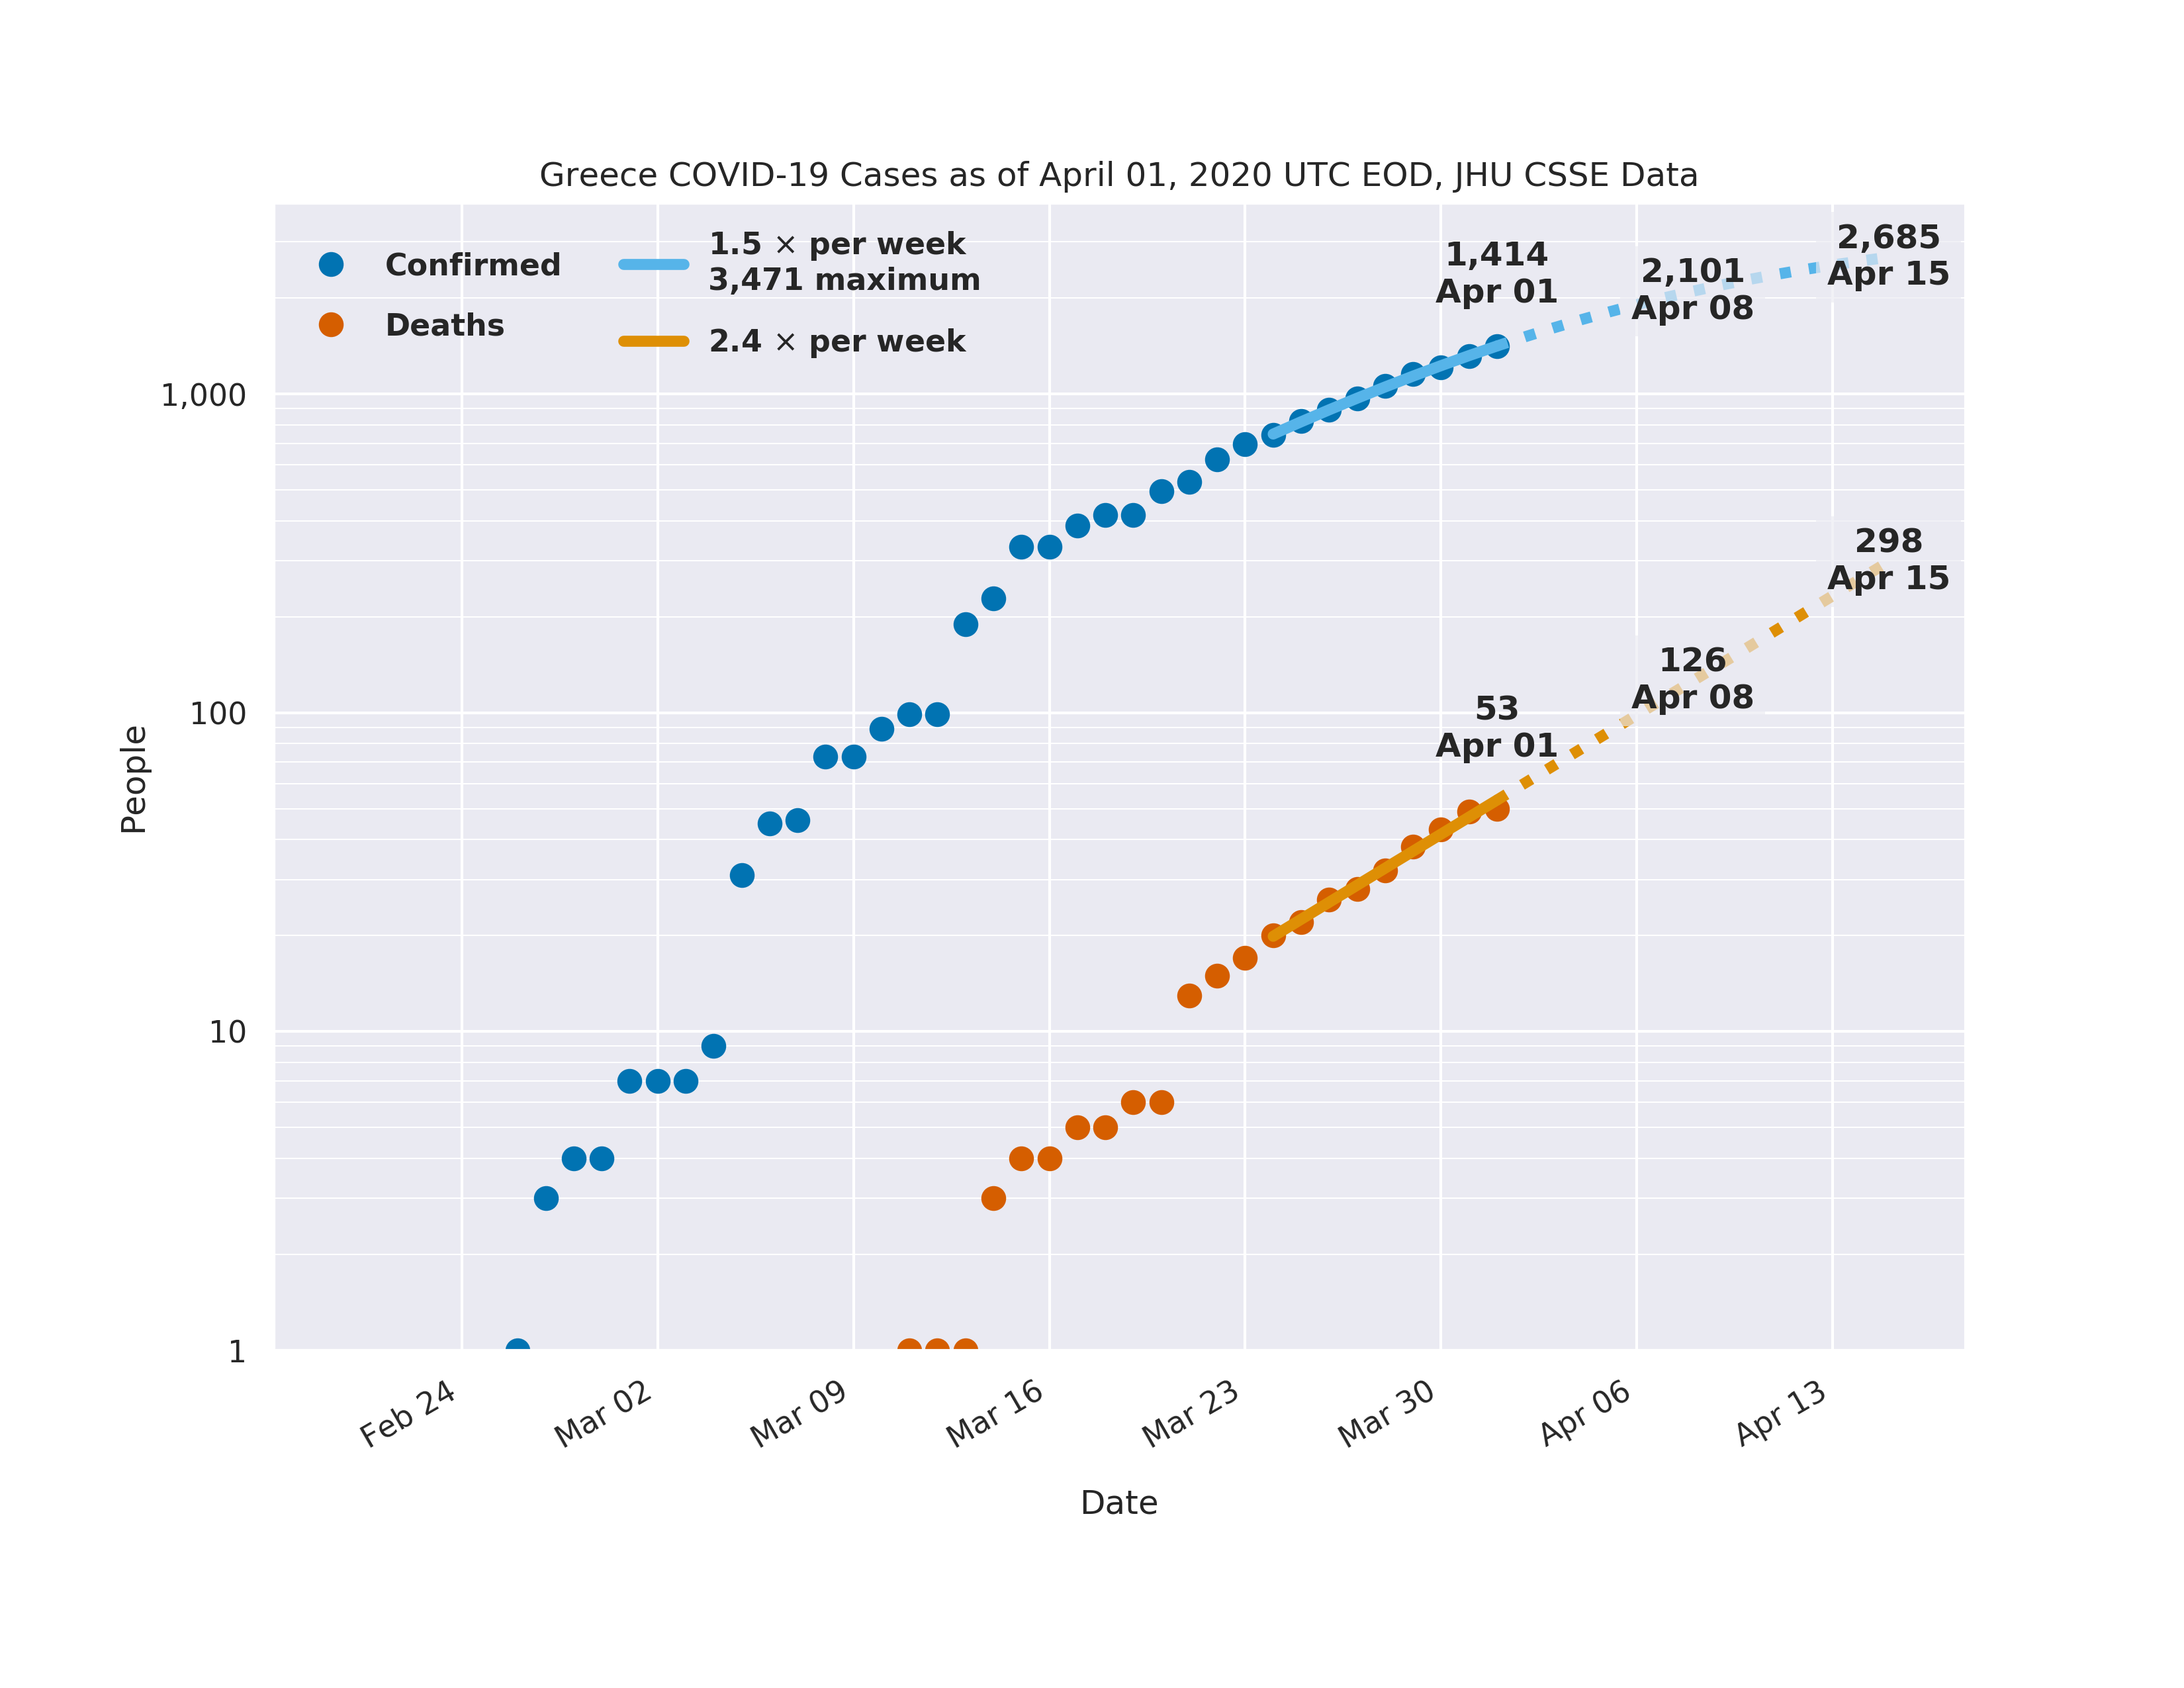 Greece COVID-19 Cases as of April 01, 2020 UTC EOD, JHU CSSE Data
Confirmed
Deaths
1.5 × per week
3,471 maximum
2.4 × per week
1,414
Apr 01
2,101
Apr 08
2,685
Apr 15
298
Apr 15
126
Apr 08
53
Apr 01
People
1,000
100
10
1
Feb 24
Mar 02
Mar 09
Mar 16
Mar 23
Mar 30
Apr 06
Apr 13
Date